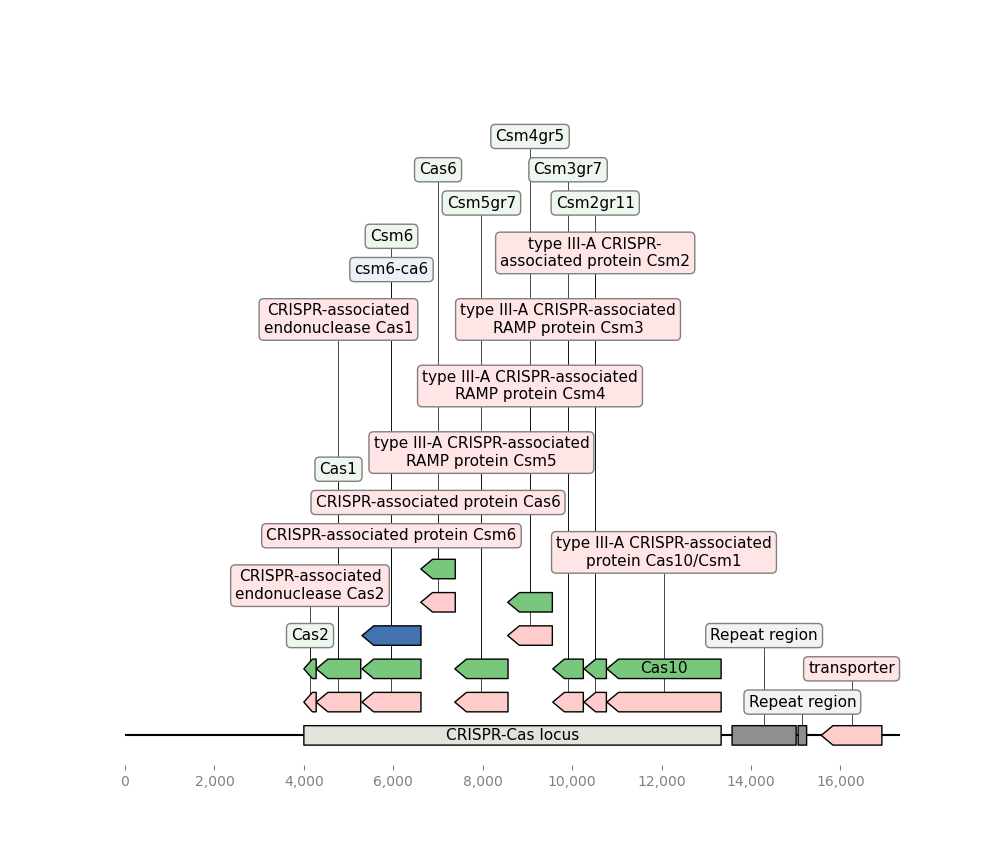 Csm4gr5
Cas6
Csm3gr7
Csm5gr7
Csm2gr11
Csm6
type III-A CRISPR-
associated protein Csm2
csm6-ca6
CRISPR-associated
endonuclease Cas1
type III-A CRISPR-associated
RAMP protein Csm3
type III-A CRISPR-associated
RAMP protein Csm4
type III-A CRISPR-associated
RAMP protein Csm5
Cas1
CRISPR-associated protein Cas6
CRISPR-associated protein Csm6
type III-A CRISPR-associated
protein Cas10/Csm1
CRISPR-associated
endonuclease Cas2
Cas2
Repeat region
Cas10
transporter
Repeat region
CRISPR-Cas locus
0 2,000 4,000 6,000 8,000 10,000 12,000 14,000 16,000